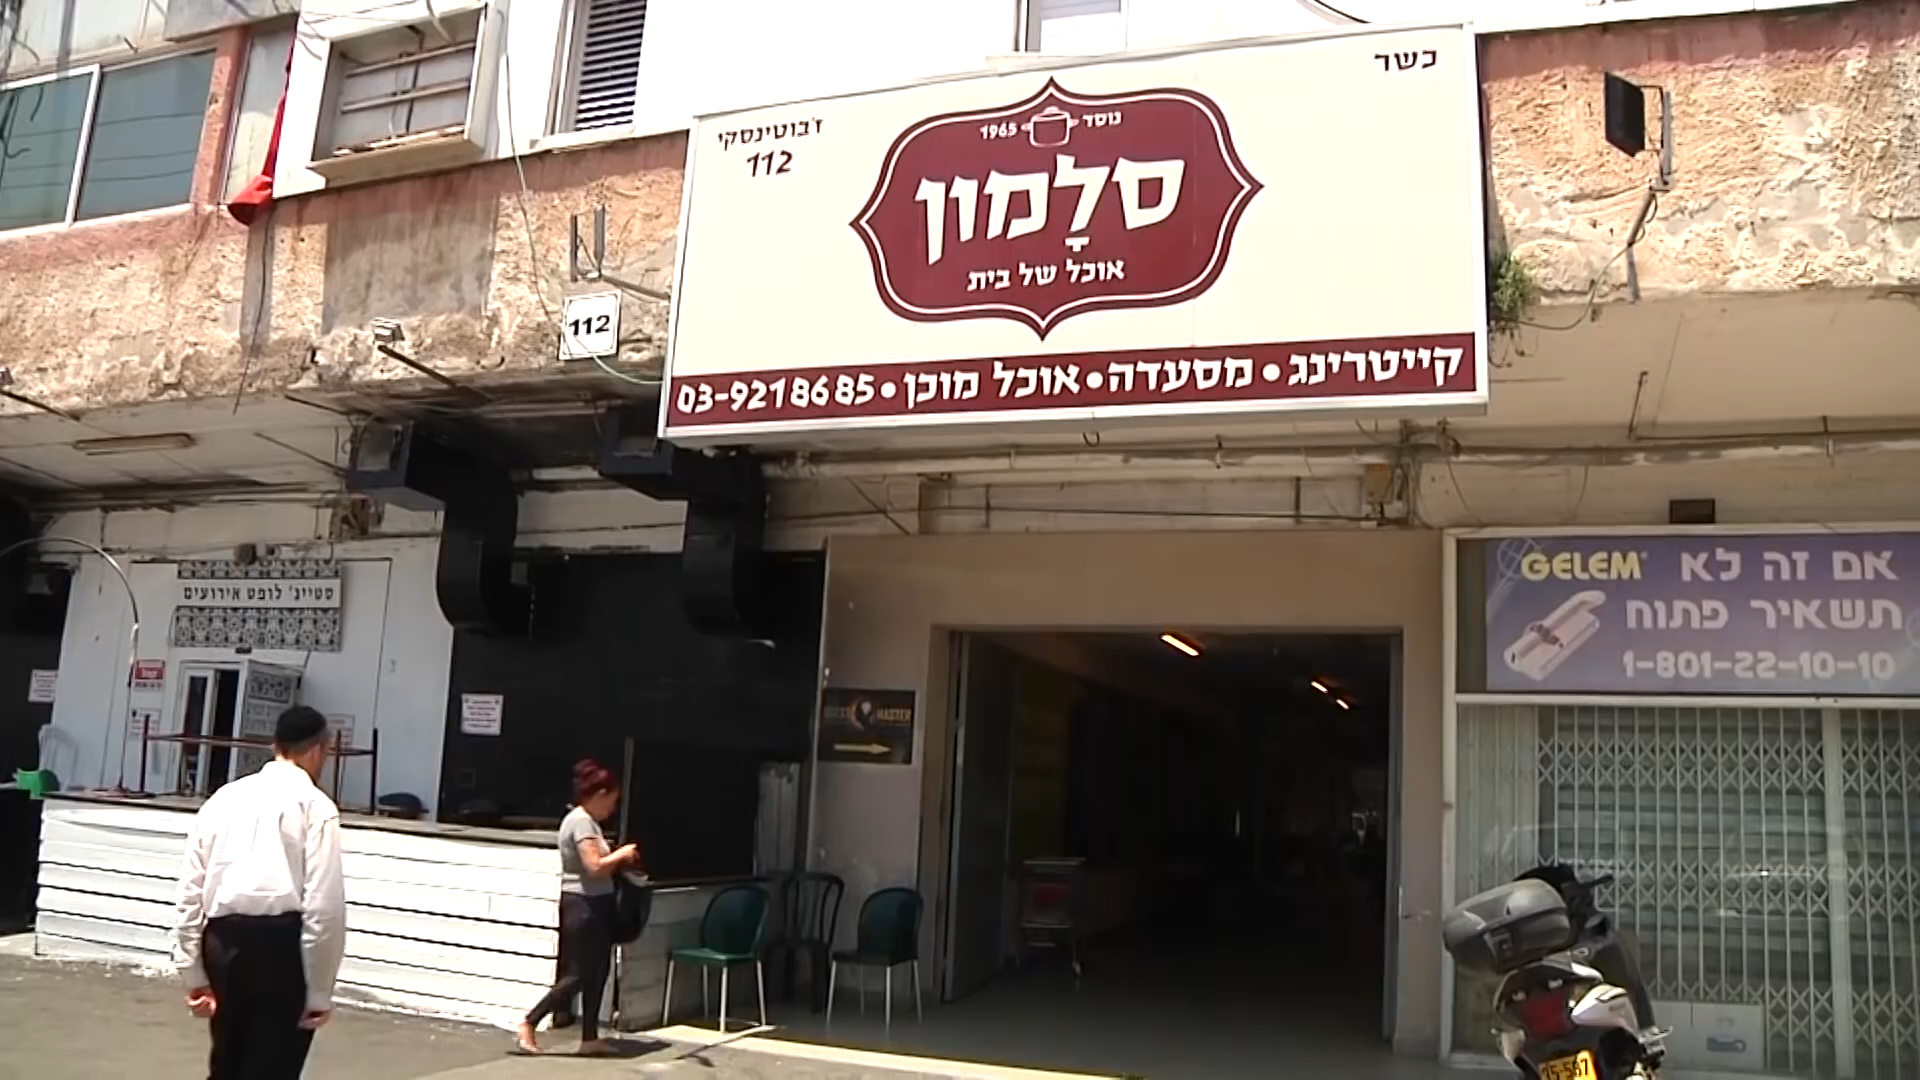 כשר
ז'בוטינסקי
112
נוסד 1965
סלָמון
אוכל של בית
קייטרינג • מסעדה • אוכל מוכן • 03-9218685
112
סטייג' לופט אירועים
GELEM אם זה לא
תשאיר פתוח
1-801-22-10-10
MASTER